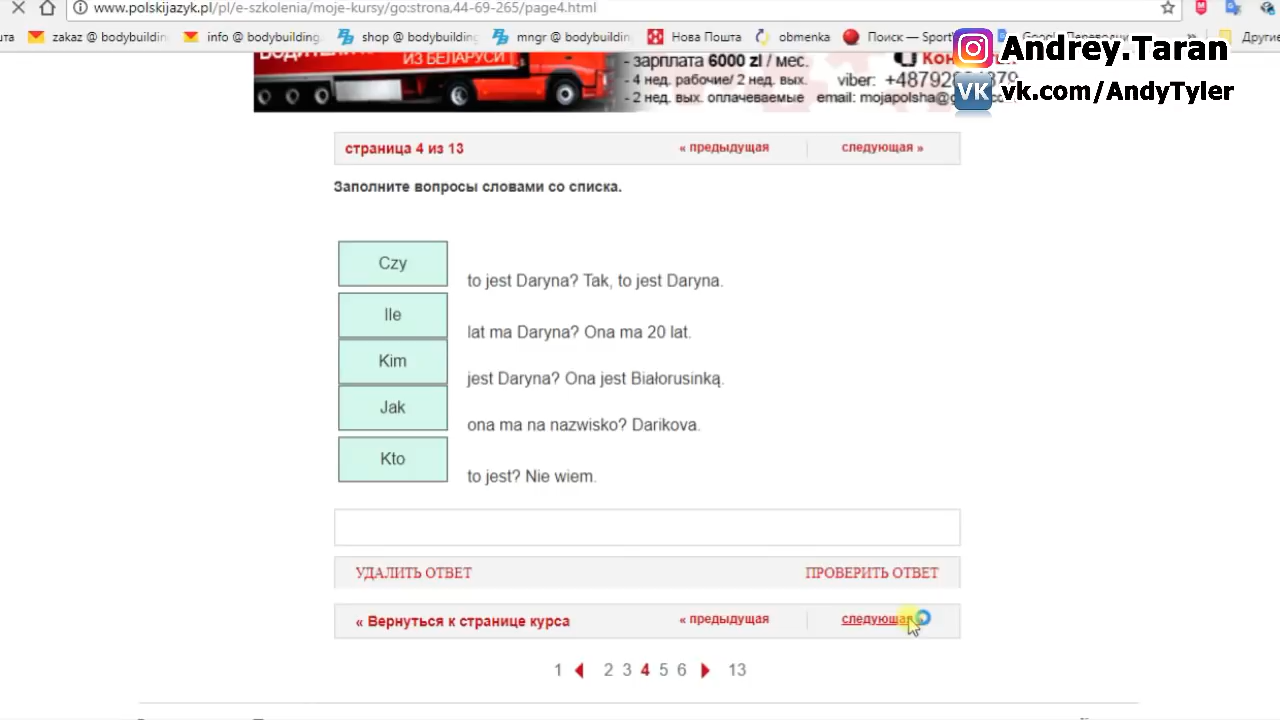 www.polskijazyk.pl/pl/e-szkolenia/moje-kursy/go:strona,44-69-265/page4.html
zakaz @ bodybuilding info @ bodybuilding. shop @ bodybuilding mngr @ bodybuildin Нова Пошта obmenka Поиск — Sport Другие
Andrey.Taran
vk.com/AndyTyler
ИЗ БЕЛАРУСИ
- зарплата 6000 zl / мес.
- 4 нед. рабочие/ 2 нед. вых. viber:
- 2 нед. вых. оплачеваемые email:
страница 4 из 13 « предыдущая следующая »
Заполните вопросы словами со списка.
Czy to jest Daryna? Tak, to jest Daryna.
Ile lat ma Daryna? Ona ma 20 lat.
Kim jest Daryna? Ona jest Białorusinką.
Jak ona ma na nazwisko? Darikova.
Kto to jest? Nie wiem.
УДАЛИТЬ ОТВЕТ ПРОВЕРИТЬ ОТВЕТ
« Вернуться к странице курса « предыдущая следующая
1 2 3 4 5 6 13